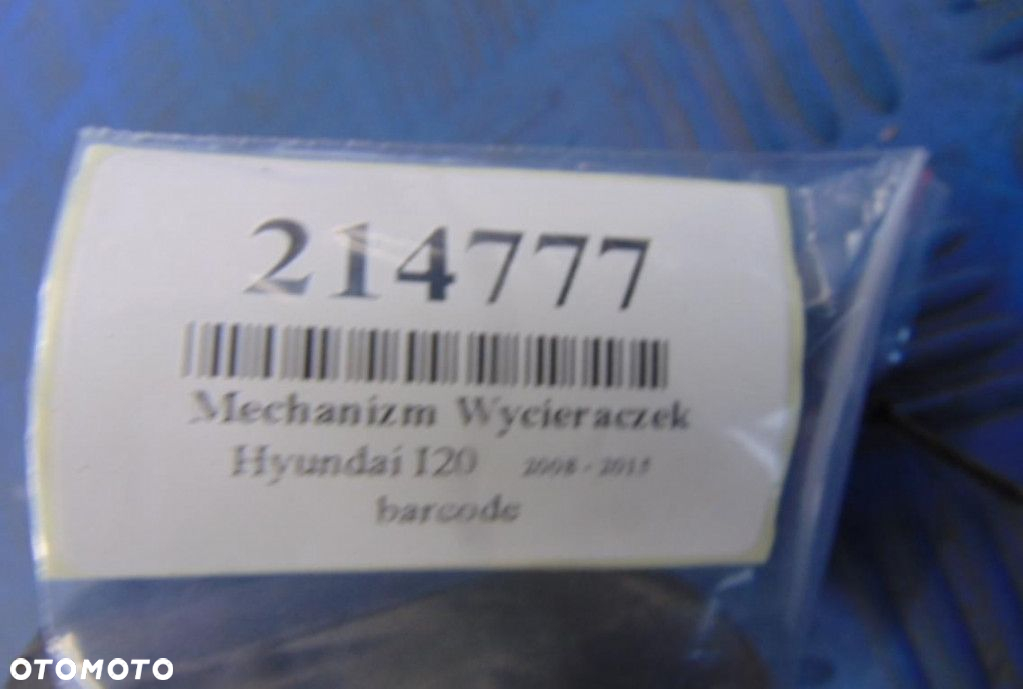 214777
Mechanizm Wycieraczek
Hyundai I20 2008 - 2015
barcode
OTOMOTO